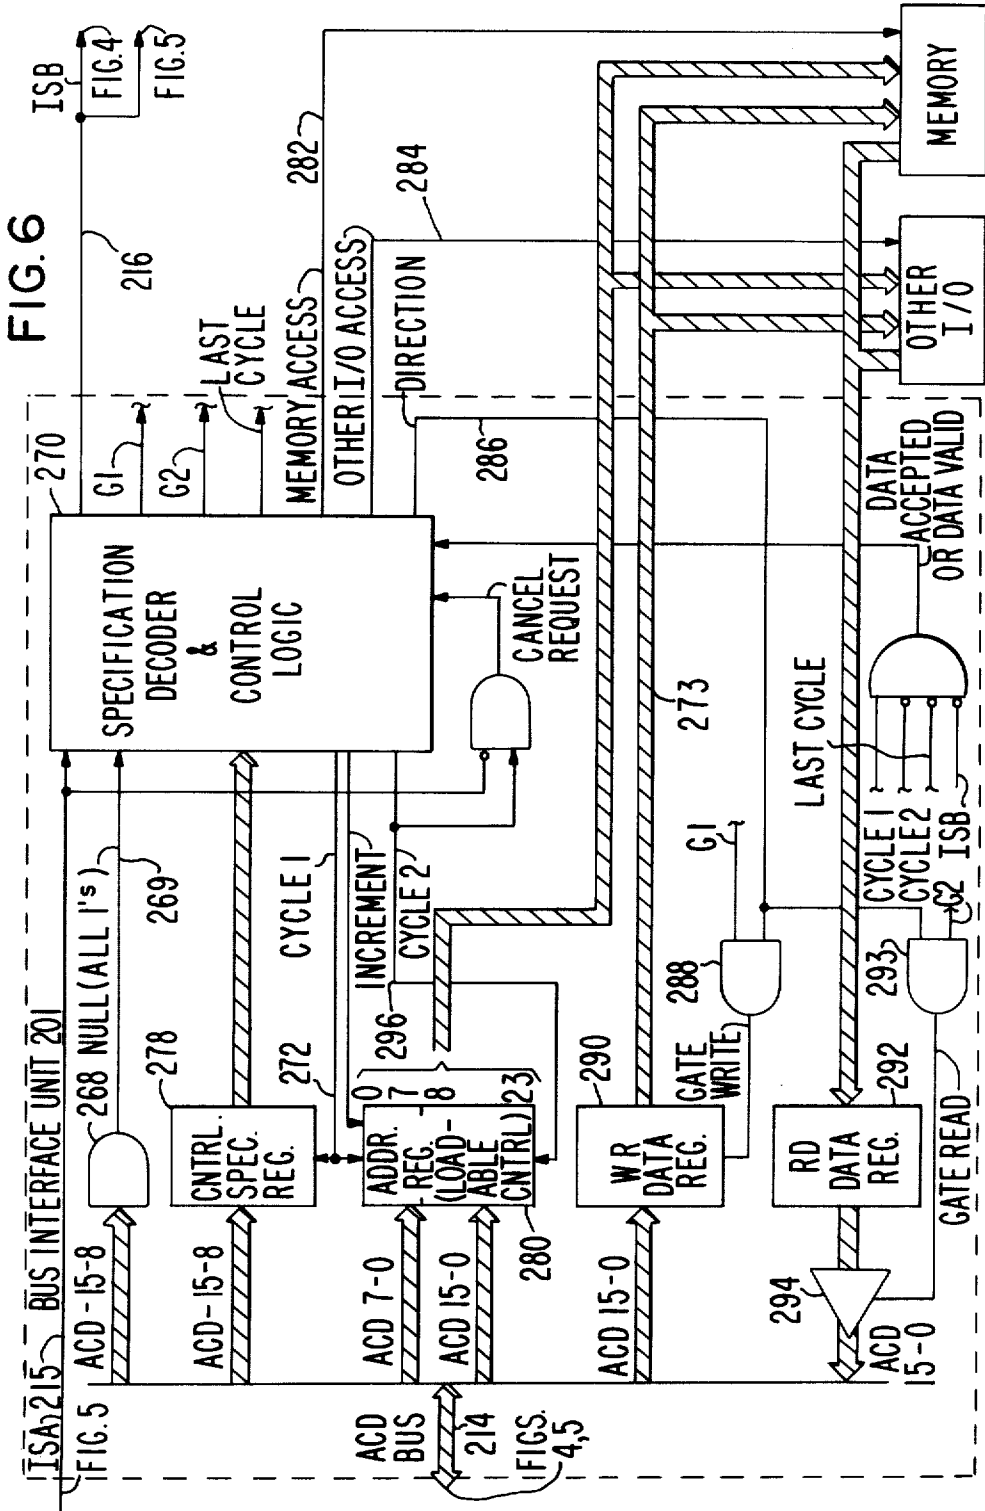 FIG. 6
ISA 215
FIG. 5
BUS INTERFACE UNIT 201
ISB
216
FIG. 4
FIG. 5
268 NULL (ALL 1's)
269
270
SPECIFICATION
DECODER
&
CONTROL
LOGIC
G1
G2
LAST
CYCLE
MEMORY ACCESS
282
OTHER I/O ACCESS
284
DIRECTION
286
ACD-15-8
ACD-15-8
278
CNTRL.
SPEC.
REG.
272
CYCLE 1
INCREMENT
CYCLE 2
296
CANCEL
REQUEST
ACD 7-0
ACD 15-0
ADDR.
REG.
(LOAD-
ABLE
CNTRL)
0
7
8
23
280
ACD
BUS
214
FIGS.
4,5
ACD 15-0
290
WR
DATA
REG.
GATE
WRITE
288
G1
273
LAST CYCLE
CYCLE 1
CYCLE 2
ISB
DATA
ACCEPTED
OR DATA VALID
G2
293
RD
DATA
REG.
292
294
ACD
15-0
GATE READ
OTHER
I/O
MEMORY